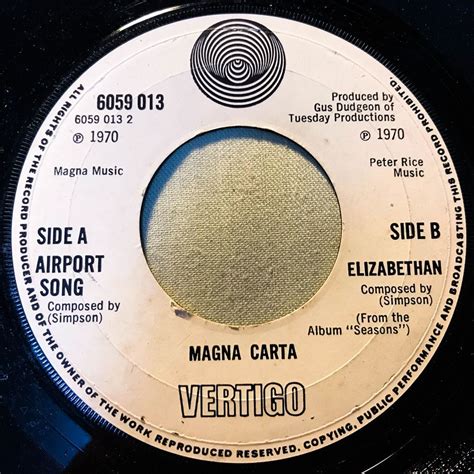 ALL RIGHTS OF THE RECORD PRODUCER AND OF THE OWNER OF THE WORK REPRODUCED RESERVED. COPYING, PUBLIC PERFORMANCE AND BROADCASTING THIS RECORD PROHIBITED.
6059 013
6059 013 2
Ⓟ 1970
Magna Music
Produced by
Gus Dudgeon of
Tuesday Productions
Ⓟ 1970
Peter Rice
Music
SIDE A
AIRPORT
SONG
Composed by
(Simpson)
SIDE B
ELIZABETHAN
Composed by
(Simpson)
(From the
Album "Seasons")
MAGNA CARTA
VERTIGO